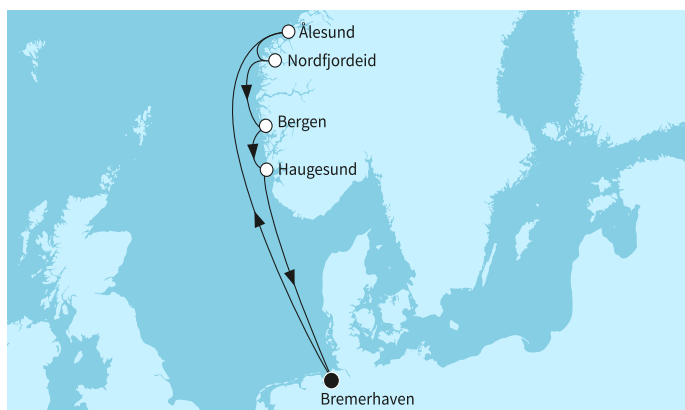 Ålesund
Nordfjordeid
Bergen
Haugesund
Bremerhaven